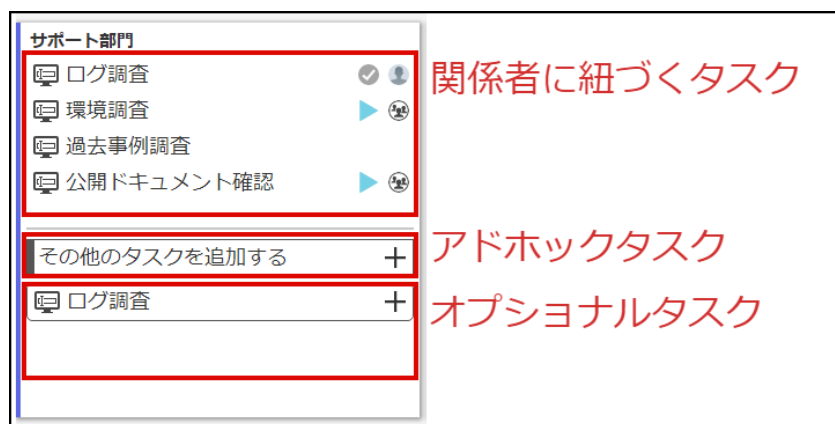 サポート部門
ログ調査
関係者に紐づくタスク
環境調査
過去事例調査
公開ドキュメント確認
その他のタスクを追加する
アドホックタスク
ログ調査
オプショナルタスク